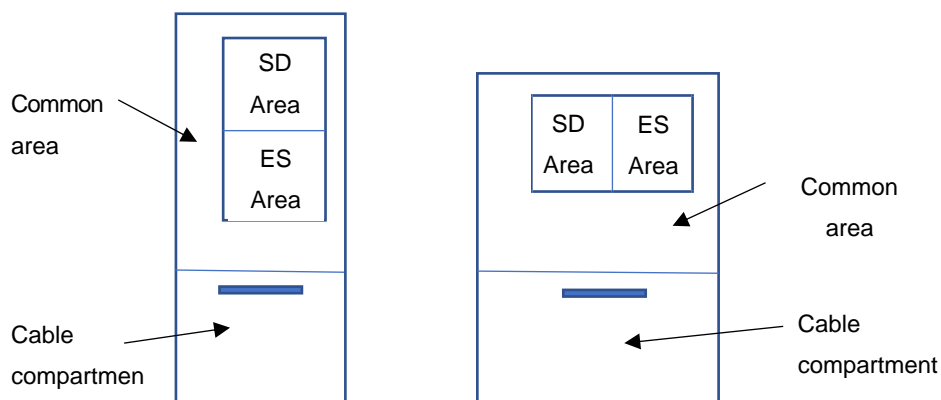 SD
Area
ES
Area
Common
area
Cable
compartmen
SD
Area
ES
Area
Common
area
Cable
compartment